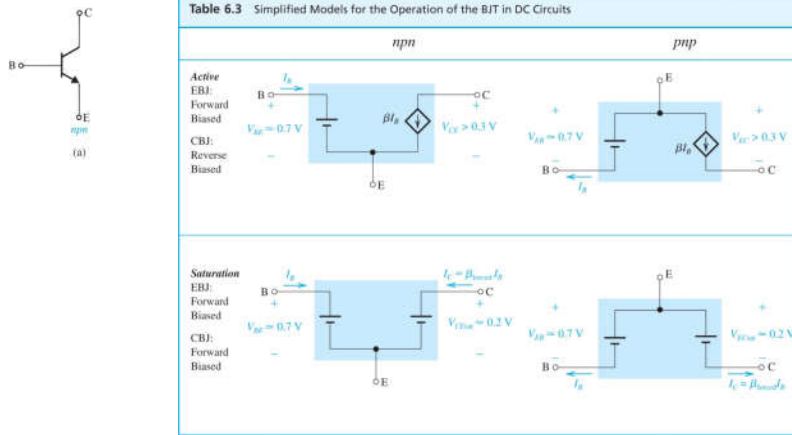 Table 6.3 Simplified Models for the Operation of the BJT in DC Circuits
npn
pnp
C
B
E
npn
(a)
Active
EBJ:
Forward
Biased
CBJ:
Reverse
Biased
I_B
B
+
V_BE ≃ 0.7 V
−
βI_B
C
+
V_CE > 0.3 V
−
E
E
+
V_EB ≃ 0.7 V
−
B
I_B
βI_B
+
V_EC > 0.3 V
−
C
Saturation
EBJ:
Forward
Biased
CBJ:
Forward
Biased
I_B
B
+
V_BE ≃ 0.7 V
−
I_C = β_forced I_B
C
+
V_CEsat ≃ 0.2 V
−
E
E
+
V_EB ≃ 0.7 V
−
B
I_B
+
V_ECsat ≃ 0.2 V
−
C
I_C = β_forced I_B